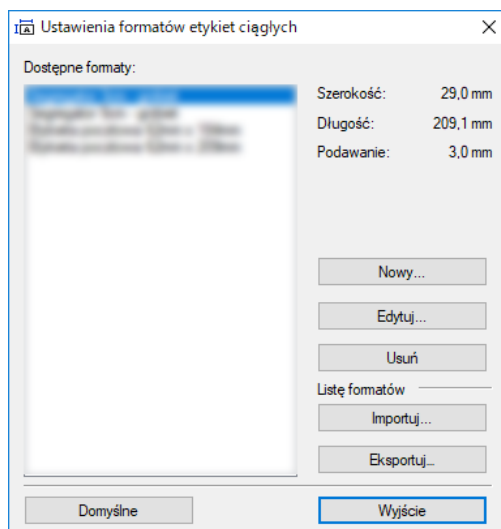 Ustawienia formatów etykiet ciągłych
Dostępne formaty:
Szerokość: 29,0 mm
Długość: 209,1 mm
Podawanie: 3,0 mm
Nowy...
Edytuj...
Usuń
Listę formatów
Importuj...
Eksportuj...
Domyślne
Wyjście